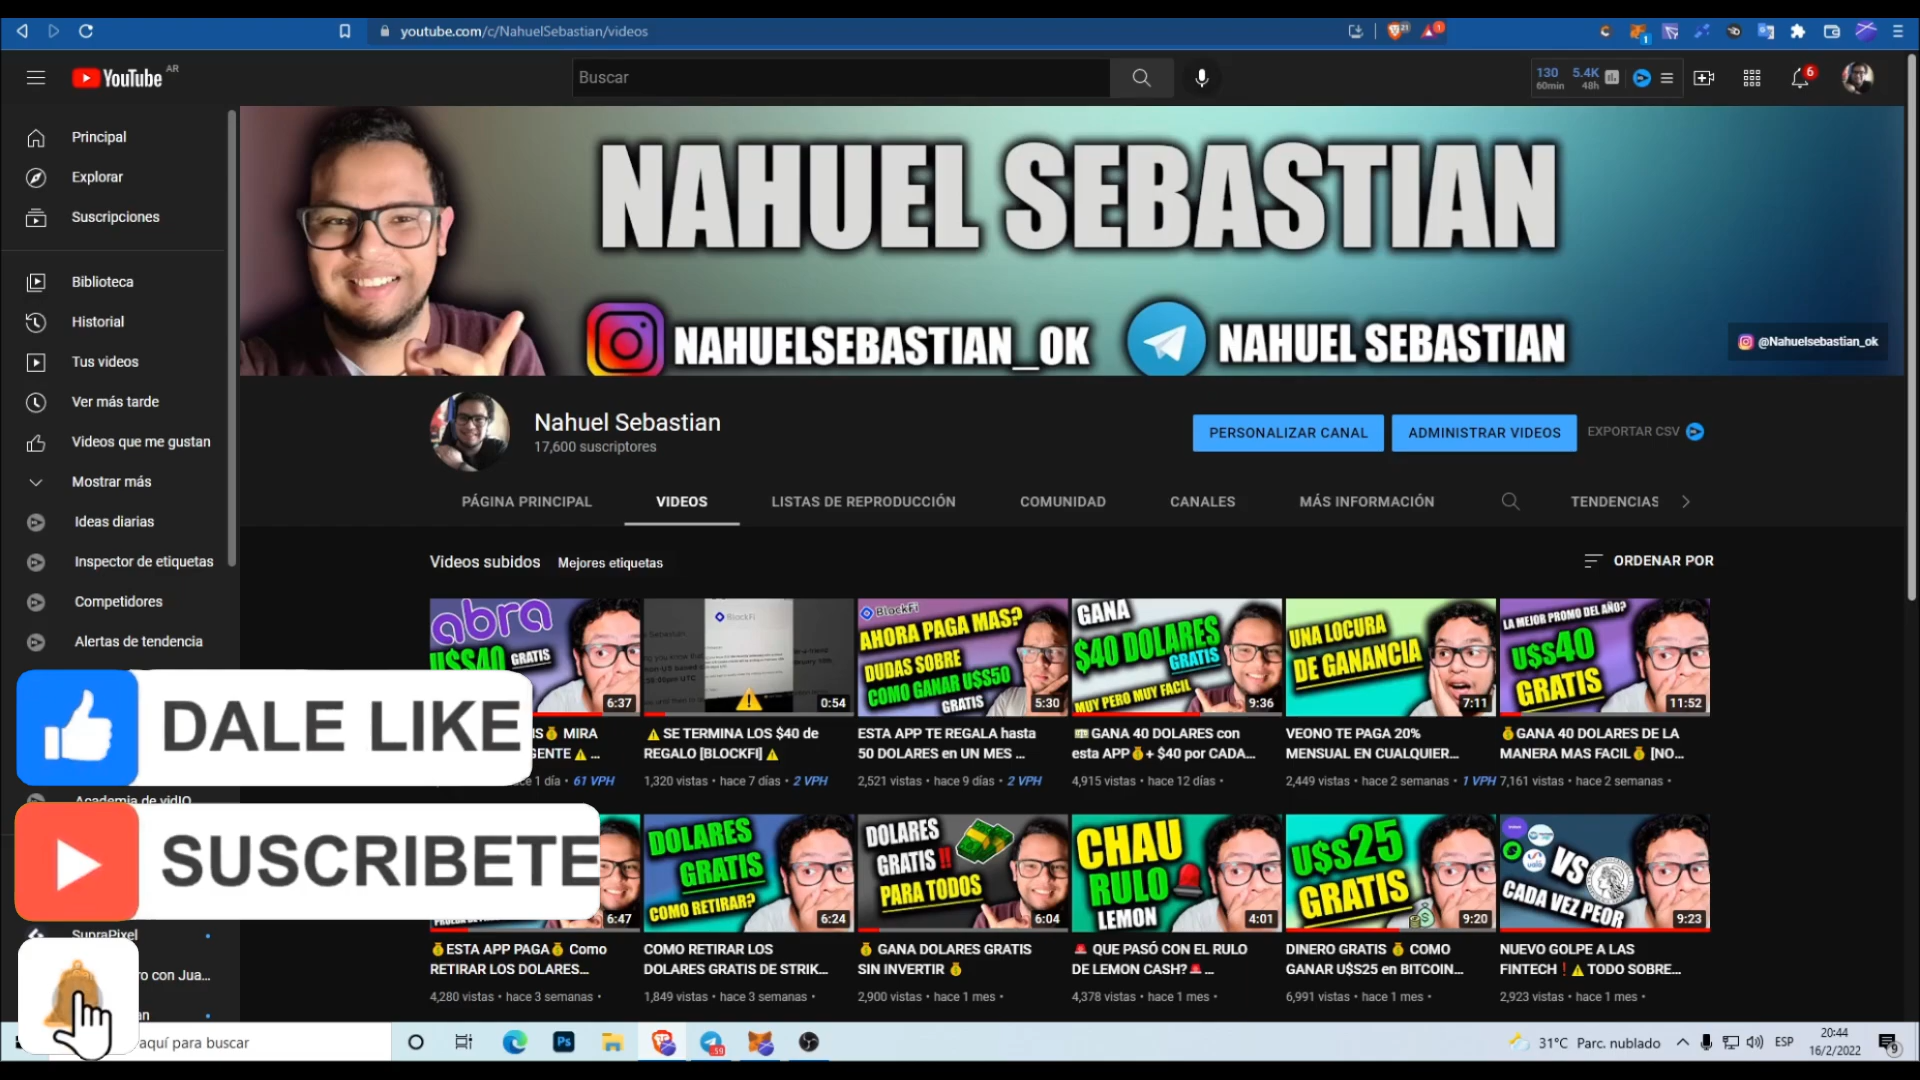 youtube.com/c/NahuelSebastian/videos
21
1
1
YouTube AR
Buscar
130
60min
5.4K
48h
6
Principal
Explorar
Suscripciones
Biblioteca
Historial
Tus videos
Ver más tarde
Videos que me gustan
Mostrar más
Ideas diarias
Inspector de etiquetas
Competidores
Alertas de tendencia
NAHUEL SEBASTIAN
NAHUELSEBASTIAN_OK
NAHUEL SEBASTIAN
@Nahuelsebastian_ok
Nahuel Sebastian
17,600 suscriptores
PERSONALIZAR CANAL
ADMINISTRAR VIDEOS
EXPORTAR CSV
PÁGINA PRINCIPAL
VIDEOS
LISTAS DE REPRODUCCIÓN
COMUNIDAD
CANALES
MÁS INFORMACIÓN
TENDENCIAS
Videos subidos
Mejores etiquetas
ORDENAR POR
abra
U$S40 GRATIS
6:37
BlockFi
0:54
BlockFi
AHORA PAGA MAS?
DUDAS SOBRE
COMO GANAR U$S50
GRATIS
5:30
GANA
$40 DOLARES
GRATIS
MUY PERO MUY FACIL
9:36
UNA LOCURA
DE GANANCIA
7:11
LA MEJOR PROMO DEL AÑO?
U$S40
GRATIS
11:52
MIRA
⚠ ...
1 día • 61 VPH
⚠ SE TERMINA LOS $40 de
REGALO [BLOCKFI] ⚠
1,320 vistas • hace 7 días • 2 VPH
ESTA APP TE REGALA hasta
50 DOLARES en UN MES ...
2,521 vistas • hace 9 días • 2 VPH
💵GANA 40 DOLARES con
esta APP💰+ $40 por CADA...
4,915 vistas • hace 12 días •
VEONO TE PAGA 20%
MENSUAL EN CUALQUIER...
2,449 vistas • hace 2 semanas • 1 VPH
💰GANA 40 DOLARES DE LA
MANERA MAS FACIL💰[NO...
7,161 vistas • hace 2 semanas •
DALE LIKE
Academia de vidIQ
SUSCRIBETE
6:47
DOLARES
GRATIS
COMO RETIRAR?
6:24
DOLARES
GRATIS‼
PARA TODOS
6:04
CHAU
RULO
LEMON
4:01
U$S25
GRATIS
9:20
ualá
VS
CADA VEZ PEOR
9:23
💰ESTA APP PAGA💰 Como
RETIRAR LOS DOLARES...
4,280 vistas • hace 3 semanas •
COMO RETIRAR LOS
DOLARES GRATIS DE STRIK...
1,849 vistas • hace 3 semanas •
💰 GANA DOLARES GRATIS
SIN INVERTIR 💰
2,900 vistas • hace 1 mes •
🚨 QUE PASÓ CON EL RULO
DE LEMON CASH?🚨...
4,378 vistas • hace 1 mes •
DINERO GRATIS 💰 COMO
GANAR U$S25 en BITCOIN...
6,991 vistas • hace 1 mes •
NUEVO GOLPE A LAS
FINTECH❗⚠ TODO SOBRE...
2,923 vistas • hace 1 mes •
SupraPixel
con Jua...
aquí para buscar
Ps
59
31°C Parc. nublado
ESP
20:44
16/2/2022
9